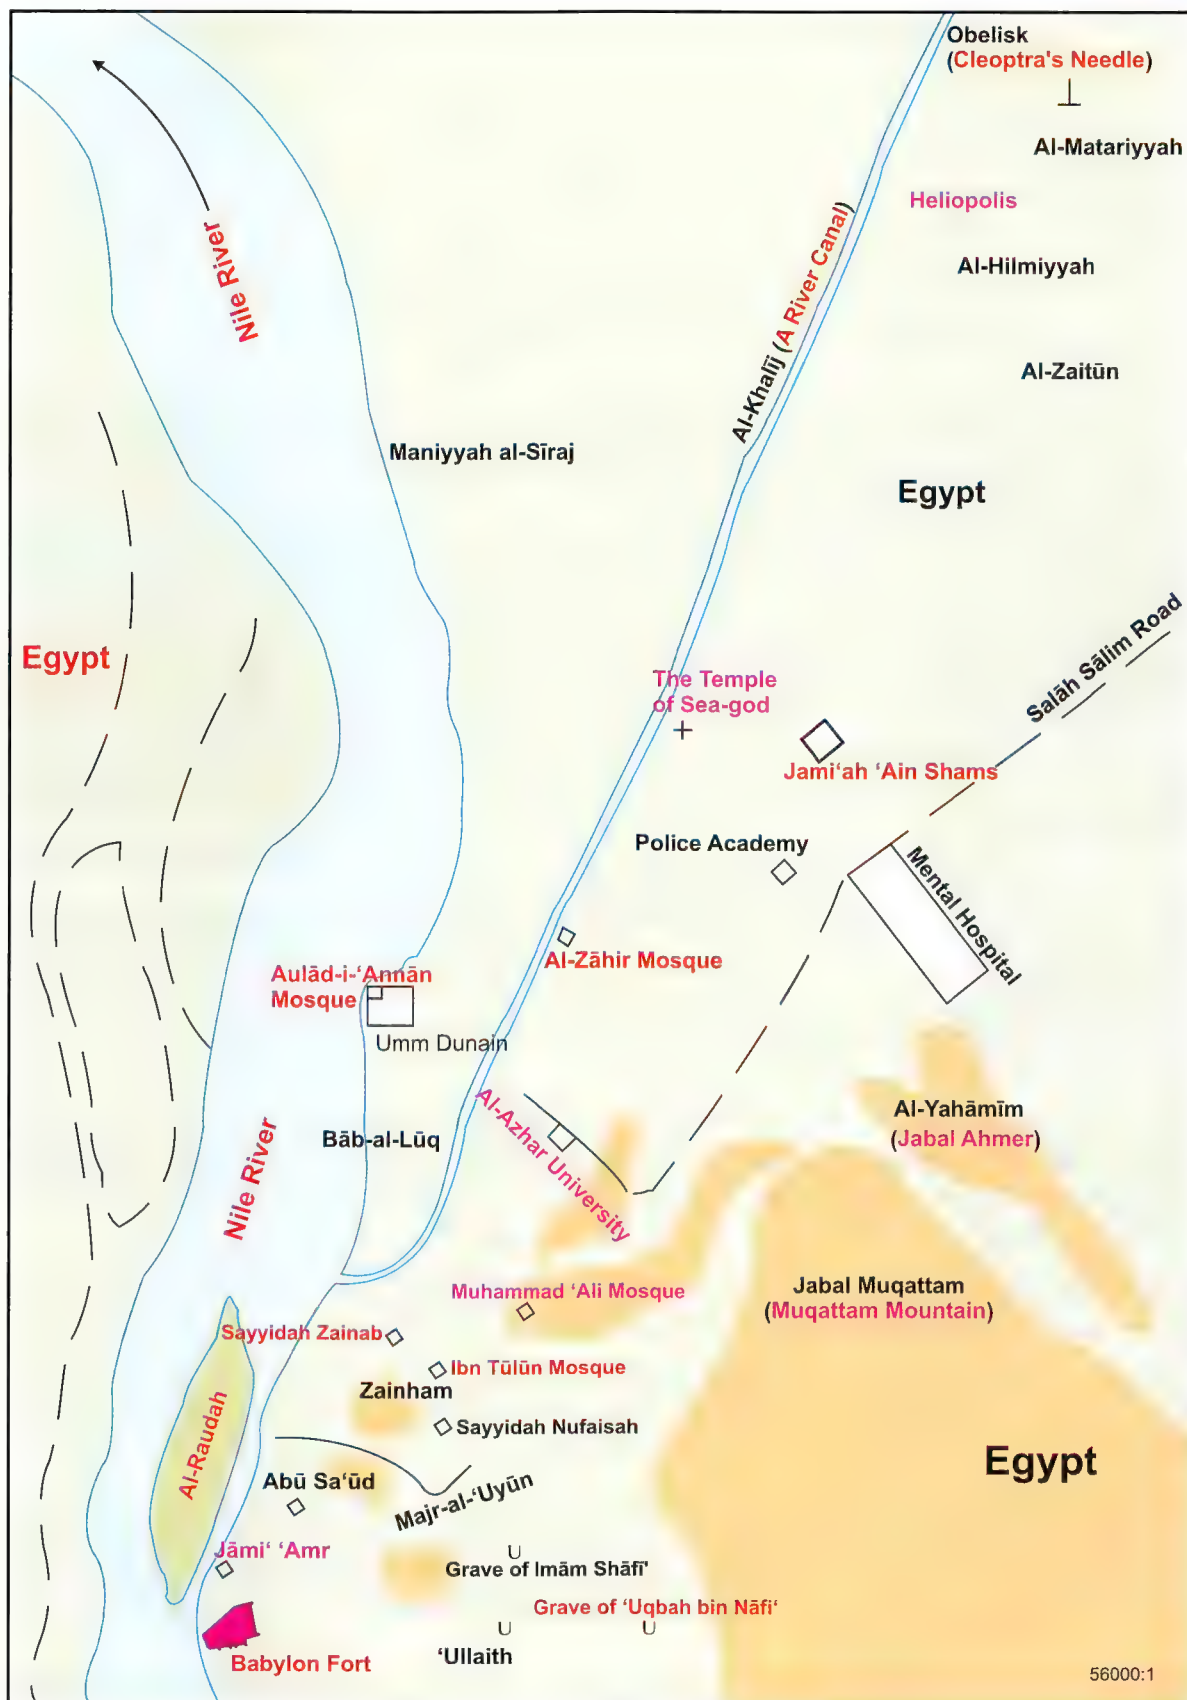 Obelisk
(Cleoptra's Needle)
Al-Matariyyah
Heliopolis
Nile River
Al-Khalīj (A River Canal)
Al-Hilmiyyah
Al-Zaitūn
Maniyyah al-Sīraj
Egypt
Salāh Sālim Road
Egypt
The Temple
of Sea-god
Jami‘ah ‘Ain Shams
Police Academy
Mental Hospital
Al-Zāhir Mosque
Aulād-i-‘Annān
Mosque
Umm Dunain
Al-Yahāmīm
(Jabal Ahmer)
Bāb-al-Lūq
Al-Azhar University
Nile River
Muhammad ‘Ali Mosque
Jabal Muqattam
(Muqattam Mountain)
Sayyidah Zainab
Ibn Tūlūn Mosque
Zainham
Sayyidah Nufaisah
Al-Raudah
Egypt
Abū Sa‘ūd
Majr-al-‘Uyūn
Jāmi‘ ‘Amr
Grave of Imām Shāfī'
Grave of ‘Uqbah bin Nāfi‘
‘Ullaith
Babylon Fort
56000:1